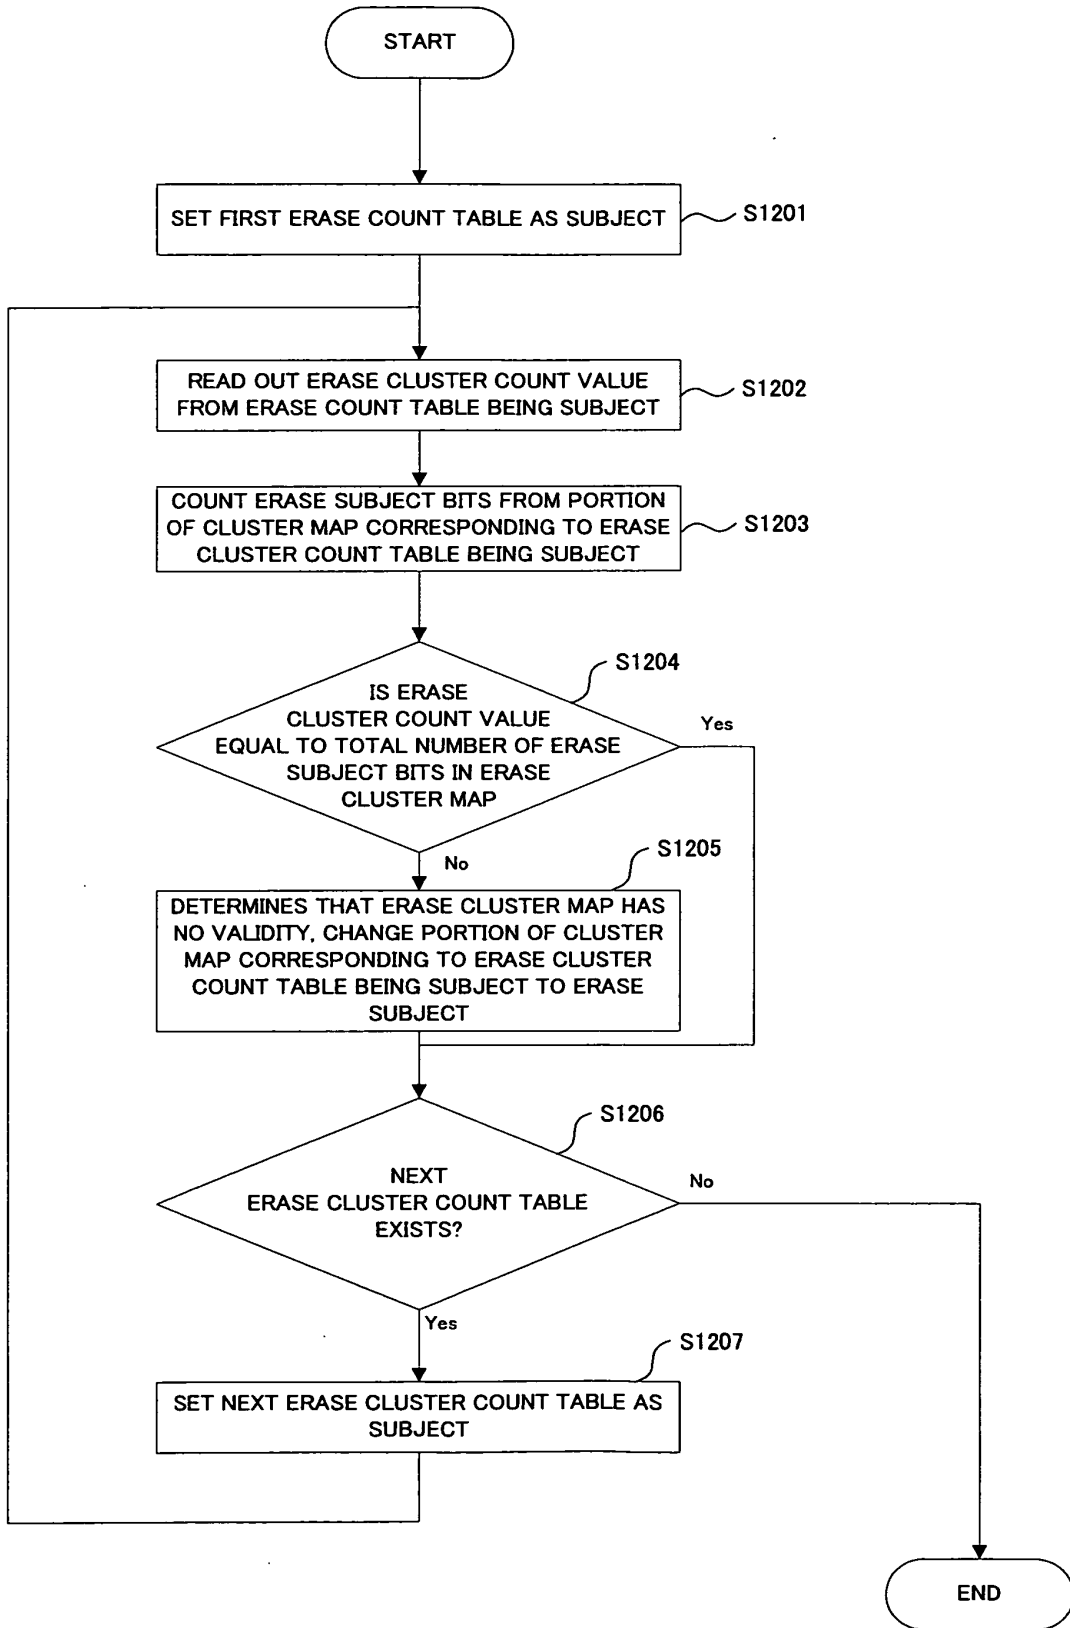 START
SET FIRST ERASE COUNT TABLE AS SUBJECT
S1201
READ OUT ERASE CLUSTER COUNT VALUE
FROM ERASE COUNT TABLE BEING SUBJECT
S1202
COUNT ERASE SUBJECT BITS FROM PORTION
OF CLUSTER MAP CORRESPONDING TO ERASE
CLUSTER COUNT TABLE BEING SUBJECT
S1203
S1204
IS ERASE
CLUSTER COUNT VALUE
EQUAL TO TOTAL NUMBER OF ERASE
SUBJECT BITS IN ERASE
CLUSTER MAP
Yes
No
S1205
DETERMINES THAT ERASE CLUSTER MAP HAS
NO VALIDITY, CHANGE PORTION OF CLUSTER
MAP CORRESPONDING TO ERASE CLUSTER
COUNT TABLE BEING SUBJECT TO ERASE
SUBJECT
S1206
NEXT
ERASE CLUSTER COUNT TABLE
EXISTS?
No
Yes
S1207
SET NEXT ERASE CLUSTER COUNT TABLE AS
SUBJECT
END